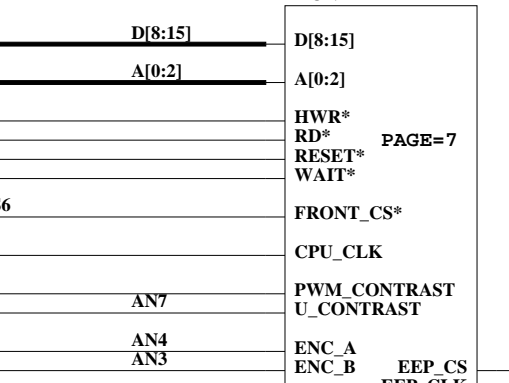 D[8:15] D[8:15]
A[0:2] A[0:2]
HWR*
RD* PAGE=7
RESET*
WAIT*
FRONT_CS*
CPU_CLK
PWM_CONTRAST
AN7 U_CONTRAST
AN4 ENC_A
AN3 ENC_B EEP_CS
EEP_CLK